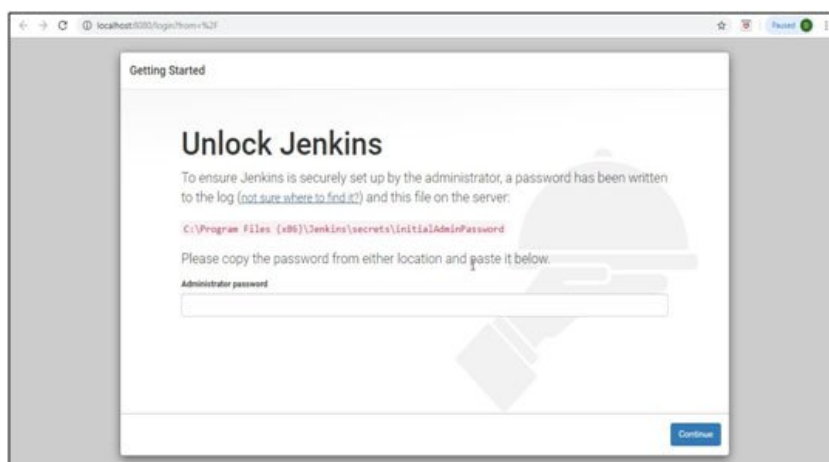 localhost:8080/login?from=%2F
Paused
Getting Started
Unlock Jenkins
To ensure Jenkins is securely set up by the administrator, a password has been written
to the log (not sure where to find it?) and this file on the server:
C:\Program Files (x86)\Jenkins\secrets\initialAdminPassword
Please copy the password from either location and paste it below.
Administrator password
Continue